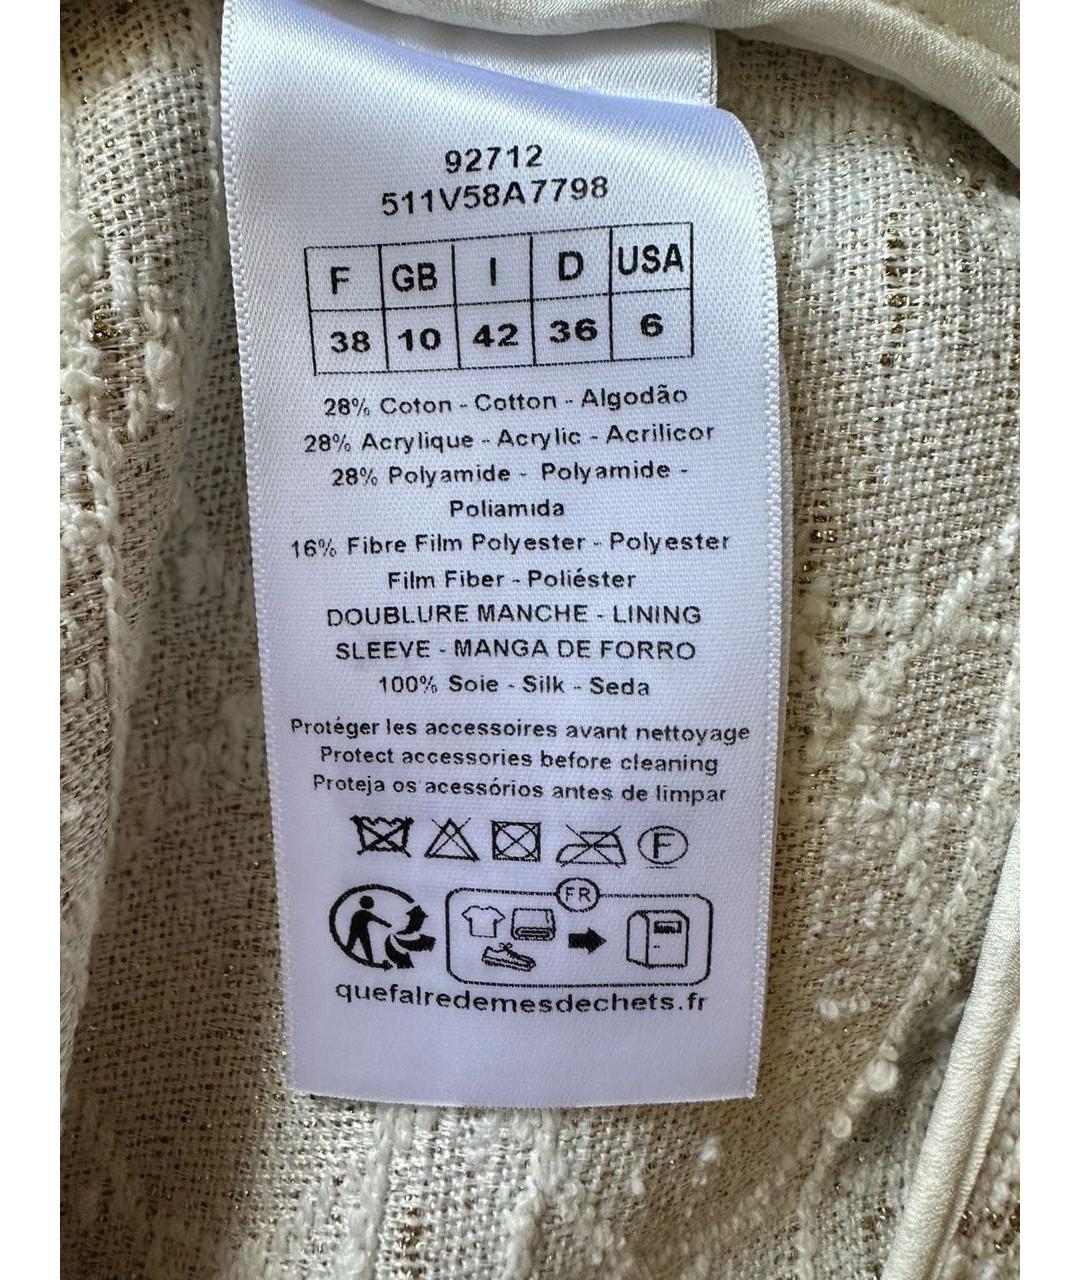 92712
511V58A7798
F GB I D USA
38 10 42 36 6
28% Coton - Cotton - Algodão
28% Acrylique - Acrylic - Acrilicor
28% Polyamide - Polyamide -
Poliamida
16% Fibre Film Polyester - Polyester
Film Fiber - Poliéster
DOUBLURE MANCHE - LINING
SLEEVE - MANGA DE FORRO
100% Soie - Silk - Seda
Protéger les accessoires avant nettoyage
Protect accessories before cleaning
Proteja os acessórios antes de limpar
F
FR
quefairedemesdechets.fr